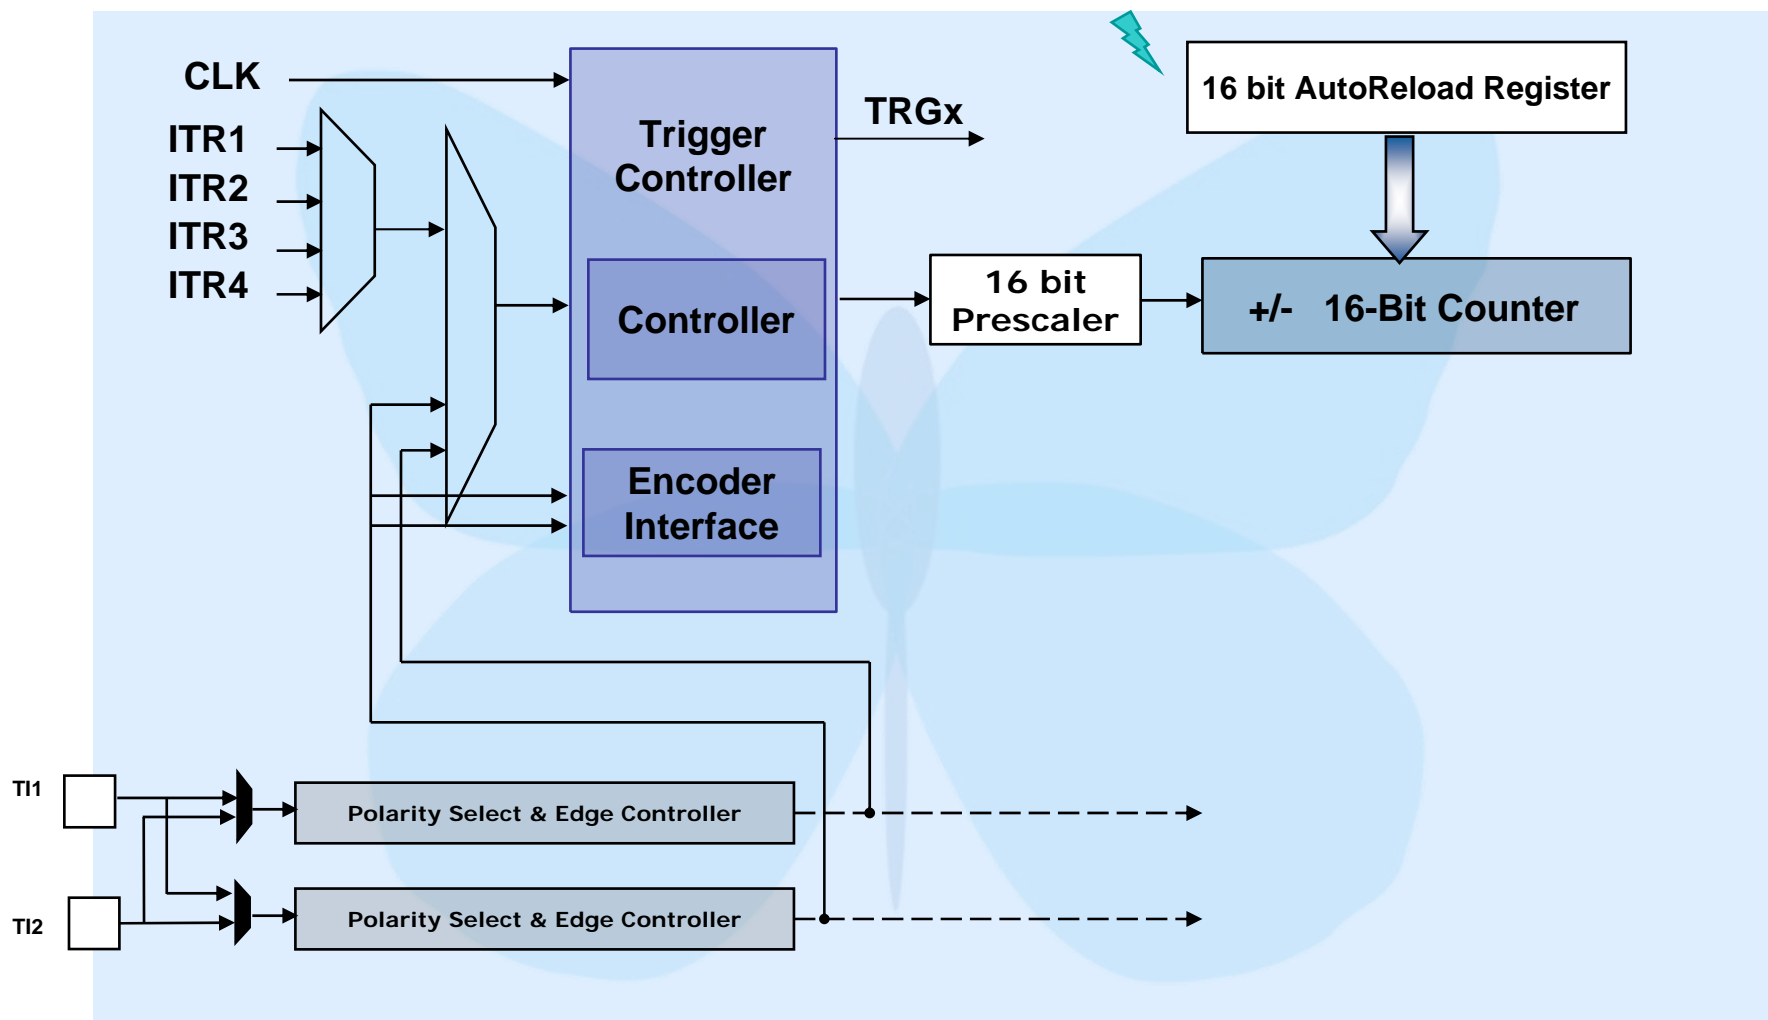 CLK
ITR1
ITR2
ITR3
ITR4
Trigger
Controller
Controller
Encoder
Interface
TRGx
16 bit AutoReload Register
16 bit
Prescaler
+/- 16-Bit Counter
TI1
Polarity Select & Edge Controller
TI2
Polarity Select & Edge Controller